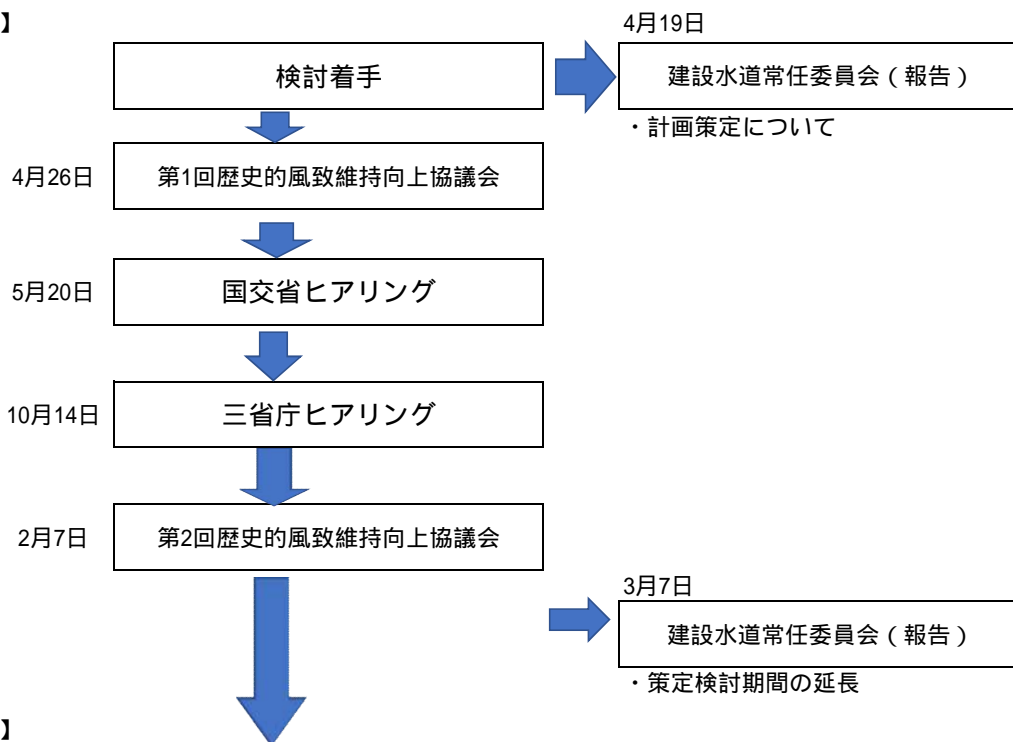 】
4月19日
検討着手
建設水道常任委員会（報告）
・計画策定について
4月26日
第1回歴史的風致維持向上協議会
5月20日
国交省ヒアリング
10月14日
三省庁ヒアリング
2月7日
第2回歴史的風致維持向上協議会
3月7日
建設水道常任委員会（報告）
・策定検討期間の延長
】